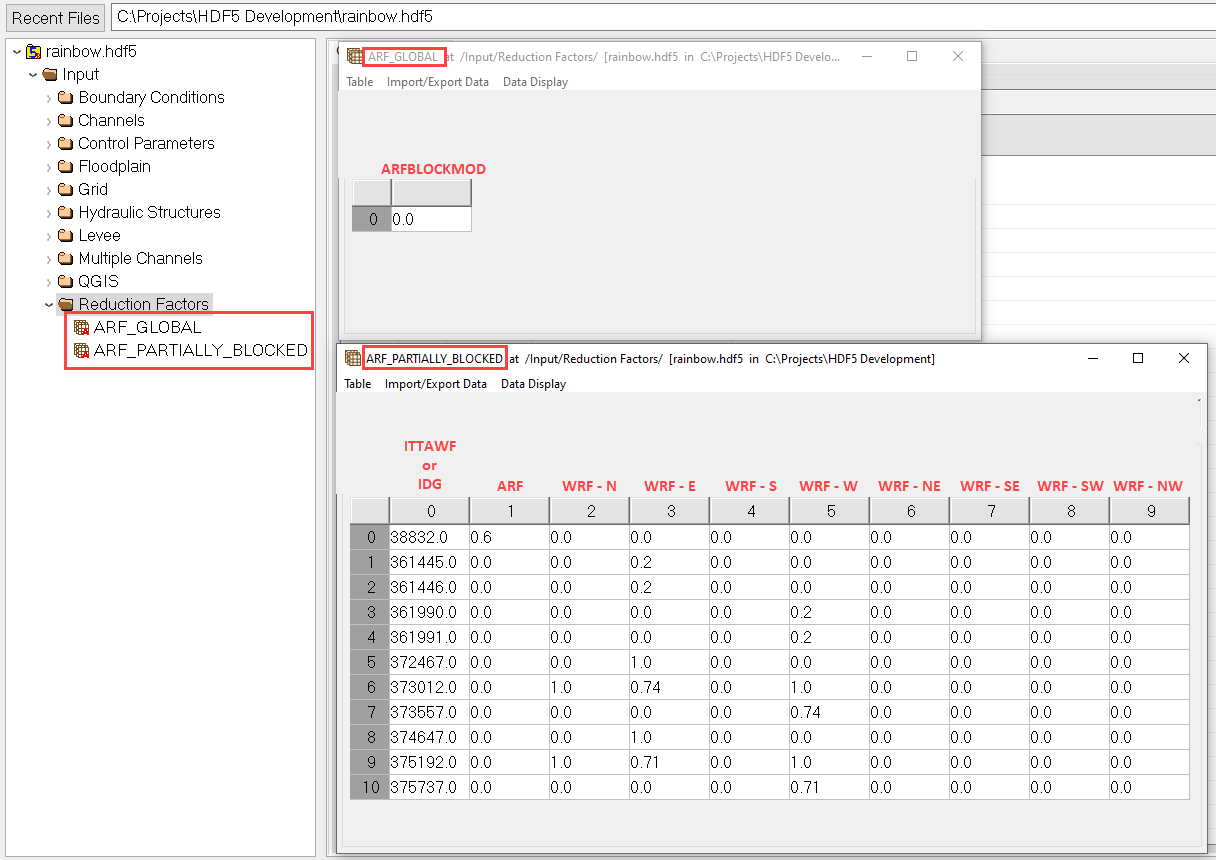 Recent Files
C:\Projects\HDF5 Development\rainbow.hdf5
rainbow.hdf5
Input
Boundary Conditions
Channels
Control Parameters
Floodplain
Grid
Hydraulic Structures
Levee
Multiple Channels
QGIS
Reduction Factors
ARF_GLOBAL
ARF_PARTIALLY_BLOCKED
ARF_GLOBAL at /Input/Reduction Factors/ [rainbow.hdf5 in C:\Projects\HDF5 Develo...
Table Import/Export Data Data Display
ARFBLOCKMOD
0 0.0
ARF_PARTIALLY_BLOCKED at /Input/Reduction Factors/ [rainbow.hdf5 in C:\Projects\HDF5 Development]
Table Import/Export Data Data Display
ITTAWF
or
IDG ARF WRF - N WRF - E WRF - S WRF - W WRF - NE WRF - SE WRF - SW WRF - NW
0 1 2 3 4 5 6 7 8 9
0 38832.0 0.6 0.0 0.0 0.0 0.0 0.0 0.0 0.0 0.0
1 361445.0 0.0 0.0 0.2 0.0 0.0 0.0 0.0 0.0 0.0
2 361446.0 0.0 0.0 0.2 0.0 0.0 0.0 0.0 0.0 0.0
3 361990.0 0.0 0.0 0.0 0.0 0.2 0.0 0.0 0.0 0.0
4 361991.0 0.0 0.0 0.0 0.0 0.2 0.0 0.0 0.0 0.0
5 372467.0 0.0 0.0 1.0 0.0 0.0 0.0 0.0 0.0 0.0
6 373012.0 0.0 1.0 0.74 0.0 1.0 0.0 0.0 0.0 0.0
7 373557.0 0.0 0.0 0.0 0.0 0.74 0.0 0.0 0.0 0.0
8 374647.0 0.0 0.0 1.0 0.0 0.0 0.0 0.0 0.0 0.0
9 375192.0 0.0 1.0 0.71 0.0 1.0 0.0 0.0 0.0 0.0
10 375737.0 0.0 0.0 0.0 0.0 0.71 0.0 0.0 0.0 0.0